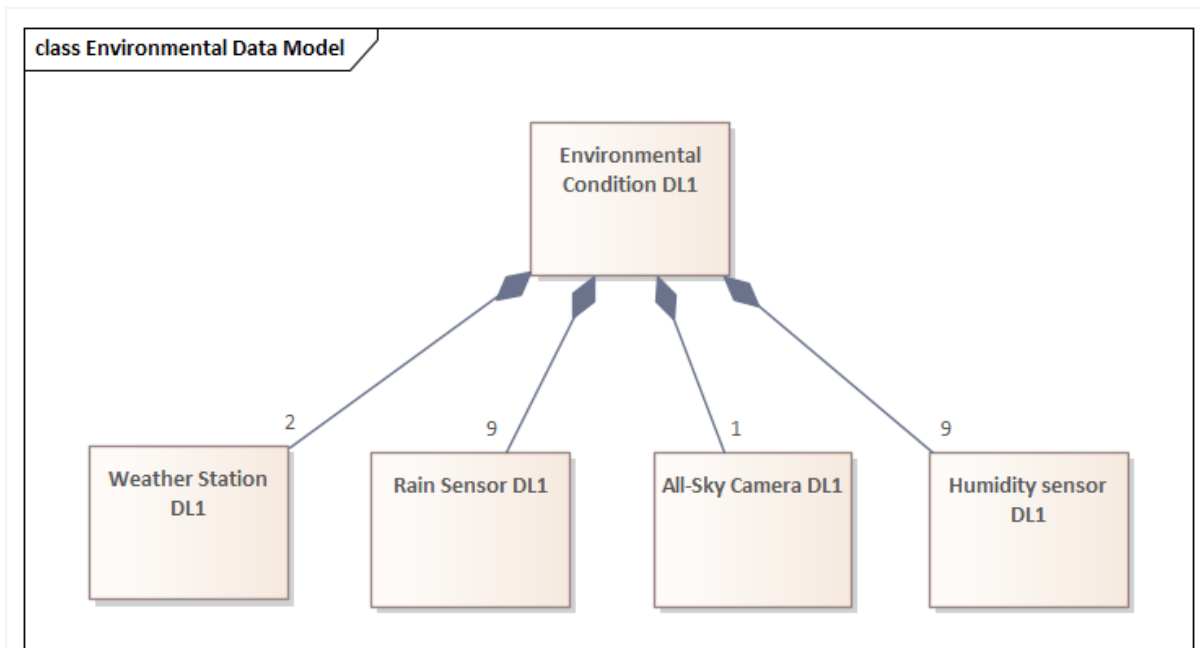 class Environmental Data Model
Environmental
Condition DL1
2
9
1
9
Weather Station
DL1
Rain Sensor DL1
All-Sky Camera DL1
Humidity sensor
DL1